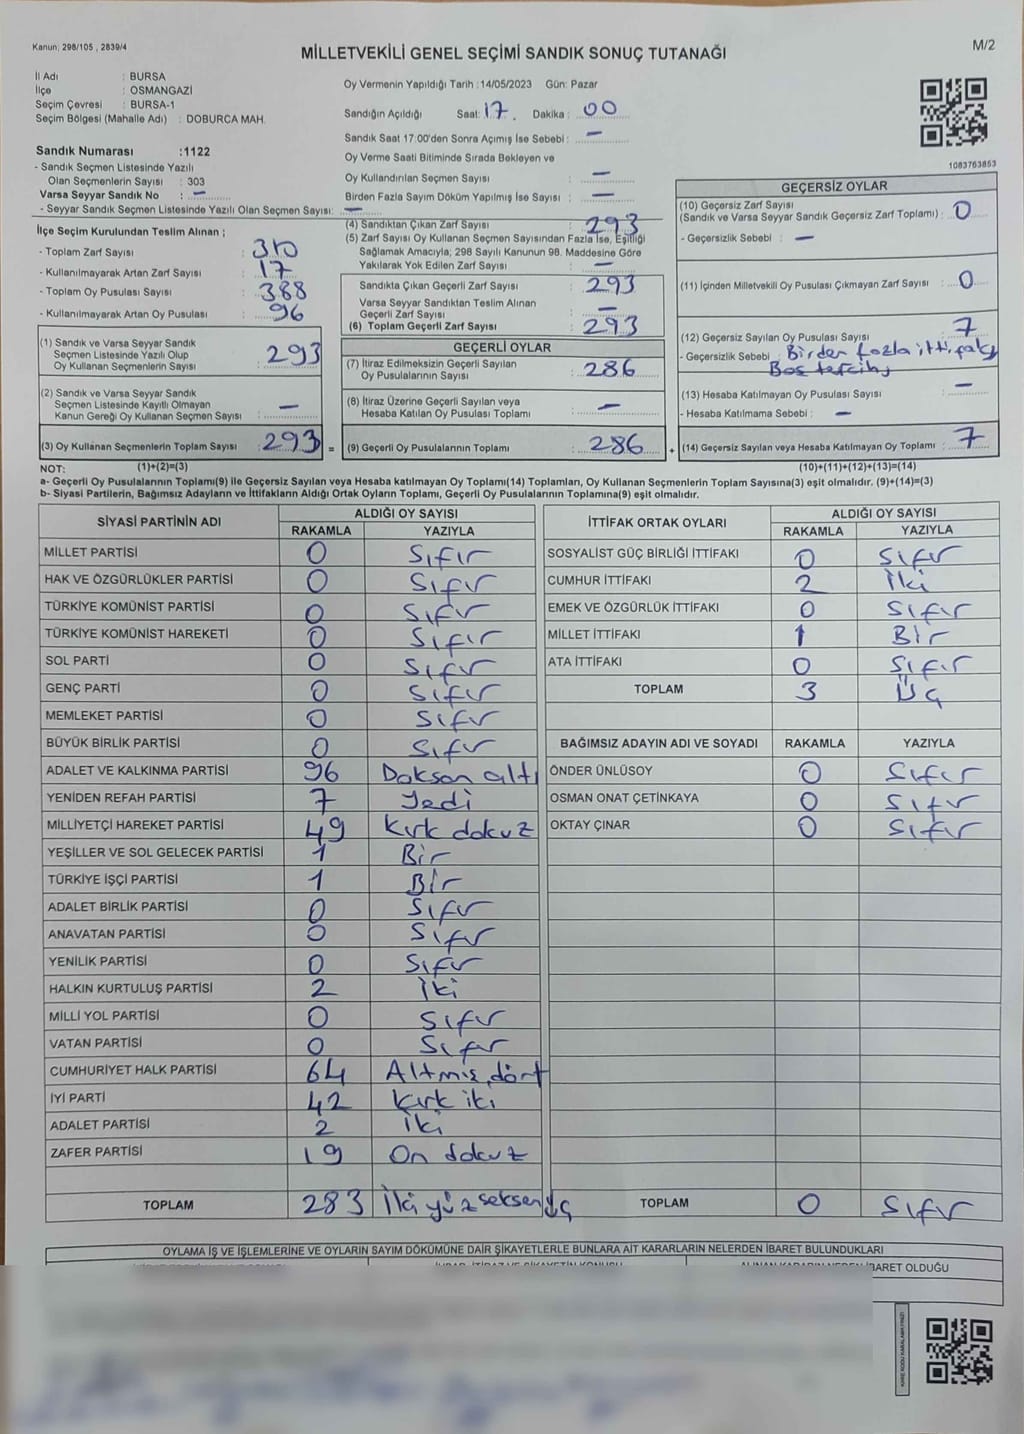 Kanun; 298/105 , 2839/4
MİLLETVEKİLİ GENEL SEÇİMİ SANDIK SONUÇ TUTANAĞI
M/2
İl Adı : BURSA
İlçe : OSMANGAZİ
Seçim Çevresi : BURSA-1
Seçim Bölgesi (Mahalle Adı) : DOBURCA MAH.
Oy Vermenin Yapıldığı Tarih : 14/05/2023 Gün: Pazar
Sandığın Açıldığı Saat: 17 Dakika : 00
Sandık Saat 17:00'den Sonra Açımış İse Sebebi : –
Oy Verme Saati Bitiminde Sırada Bekleyen ve
Oy Kullandırılan Seçmen Sayısı : –
Birden Fazla Sayım Döküm Yapılmış İse Sayısı : –
1083763853
Sandık Numarası :1122
- Sandık Seçmen Listesinde Yazılı
Olan Seçmenlerin Sayısı : 303
Varsa Seyyar Sandık No : –
- Seyyar Sandık Seçmen Listesinde Yazılı Olan Seçmen Sayısı: –
İlçe Seçim Kurulundan Teslim Alınan ;
- Toplam Zarf Sayısı : 310
- Kullanılmayarak Artan Zarf Sayısı : 17
- Toplam Oy Pusulası Sayısı : 388
- Kullanılmayarak Artan Oy Pusulası : 96
(1) Sandık ve Varsa Seyyar Sandık
Seçmen Listesinde Yazılı Olup
Oy Kullanan Seçmenlerin Sayısı : 293
(2) Sandık ve Varsa Seyyar Sandık
Seçmen Listesinde Kayıtlı Olmayan
Kanun Gereği Oy Kullanan Seçmen Sayısı : –
(3) Oy Kullanan Seçmenlerin Toplam Sayısı : 293 =
(4) Sandıktan Çıkan Zarf Sayısı : 293
(5) Zarf Sayısı Oy Kullanan Seçmen Sayısından Fazla İse, Eşitliği
Sağlamak Amacıyla, 298 Sayılı Kanunun 98. Maddesine Göre
Yakılarak Yok Edilen Zarf Sayısı : –
Sandıkta Çıkan Geçerli Zarf Sayısı : 293
Varsa Seyyar Sandıktan Teslim Alınan
Geçerli Zarf Sayısı : –
(6) Toplam Geçerli Zarf Sayısı : 293
GEÇERLİ OYLAR
(7) İtiraz Edilmeksizin Geçerli Sayılan
Oy Pusulalarının Sayısı : 286
(8) İtiraz Üzerine Geçerli Sayılan veya
Hesaba Katılan Oy Pusulası Toplamı : –
(9) Geçerli Oy Pusulalarının Toplamı : 286 +
GEÇERSİZ OYLAR
(10) Geçersiz Zarf Sayısı
(Sandık ve Varsa Seyyar Sandık Geçersiz Zarf Toplamı) : 0
- Geçersizlik Sebebi : –
(11) İçinden Milletvekili Oy Pusulası Çıkmayan Zarf Sayısı : 0
(12) Geçersiz Sayılan Oy Pusulası Sayısı : 7
- Geçersizlik Sebebi : Birden fazla ittifak,
Boş tercih,
(13) Hesaba Katılmayan Oy Pusulası Sayısı : –
- Hesaba Katılmama Sebebi : –
(14) Geçersiz Sayılan veya Hesaba Katılmayan Oy Toplamı : 7
NOT: (1)+(2)=(3) (10)+(11)+(12)+(13)=(14)
a- Geçerli Oy Pusulasının Toplamı(9) ile Geçersiz Sayılan veya Hesaba katılmayan Oy Toplamı(14) Toplamları, Oy Kullanan Seçmenlerin Toplam Sayısına(3) eşit olmalıdır. (9)+(14)=(3)
b- Siyasi Partilerin, Bağımsız Adayların ve İttifakların Aldığı Ortak Oyların Toplamı, Geçerli Oy Pusulalarının Toplamına(9) eşit olmalıdır.
SİYASİ PARTİNİN ADI ALDIĞI OY SAYISI
RAKAMLA YAZIYLA
MİLLET PARTİSİ 0 Sıfır
HAK VE ÖZGÜRLÜKLER PARTİSİ 0 Sıfır
TÜRKİYE KOMÜNİST PARTİSİ 0 Sıfır
TÜRKİYE KOMÜNİST HAREKETİ 0 Sıfır
SOL PARTİ 0 Sıfır
GENÇ PARTİ 0 Sıfır
MEMLEKET PARTİSİ 0 Sıfır
BÜYÜK BİRLİK PARTİSİ 0 Sıfır
ADALET VE KALKINMA PARTİSİ 96 Doksan altı
YENİDEN REFAH PARTİSİ 7 Yedi
MİLLİYETÇİ HAREKET PARTİSİ 49 Kırk dokuz
YEŞİLLER VE SOL GELECEK PARTİSİ 1 Bir
TÜRKİYE İŞÇİ PARTİSİ 1 Bir
ADALET BİRLİK PARTİSİ 0 Sıfır
ANAVATAN PARTİSİ 0 Sıfır
YENİLİK PARTİSİ 0 Sıfır
HALKIN KURTULUŞ PARTİSİ 2 İki
MİLLİ YOL PARTİSİ 0 Sıfır
VATAN PARTİSİ 0 Sıfır
CUMHURİYET HALK PARTİSİ 64 Altmış dört
İYİ PARTİ 42 Kırk iki
ADALET PARTİSİ 2 İki
ZAFER PARTİSİ 19 On dokuz
TOPLAM 283 İki yüz seksen üç
İTTİFAK ORTAK OYLARI ALDIĞI OY SAYISI
RAKAMLA YAZIYLA
SOSYALİST GÜÇ BİRLİĞİ İTTİFAKI 0 Sıfır
CUMHUR İTTİFAKI 2 İki
EMEK VE ÖZGÜRLÜK İTTİFAKI 0 Sıfır
MİLLET İTTİFAKI 1 Bir
ATA İTTİFAKI 0 Sıfır
TOPLAM 3 Üç
BAĞIMSIZ ADAYIN ADI VE SOYADI RAKAMLA YAZIYLA
ÖNDER ÜNLÜSOY 0 Sıfır
OSMAN ONAT ÇETİNKAYA 0 Sıfır
OKTAY ÇINAR 0 Sıfır
TOPLAM 0 Sıfır
OYLAMA İŞ VE İŞLEMLERİNE VE OYLARIN SAYIM DÖKÜMÜNE DAİR ŞİKAYETLERLE BUNLARA AİT KARARLARIN NELERDEN İBARET BULUNDUKLARI
İBARET OLDUĞU